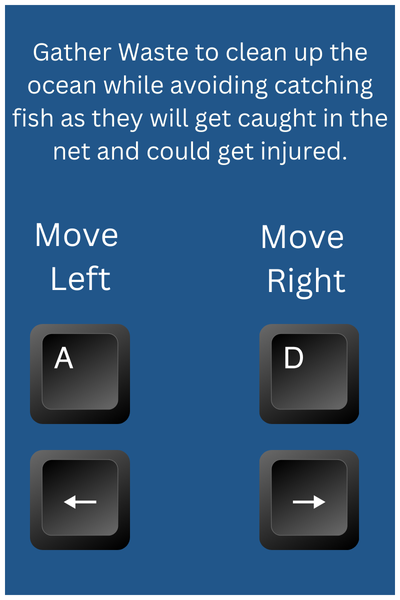 Gather Waste to clean up the
ocean while avoiding catching
fish as they will get caught in the
net and could get injured.
Move
Left
Move
Right
A
D
←
→